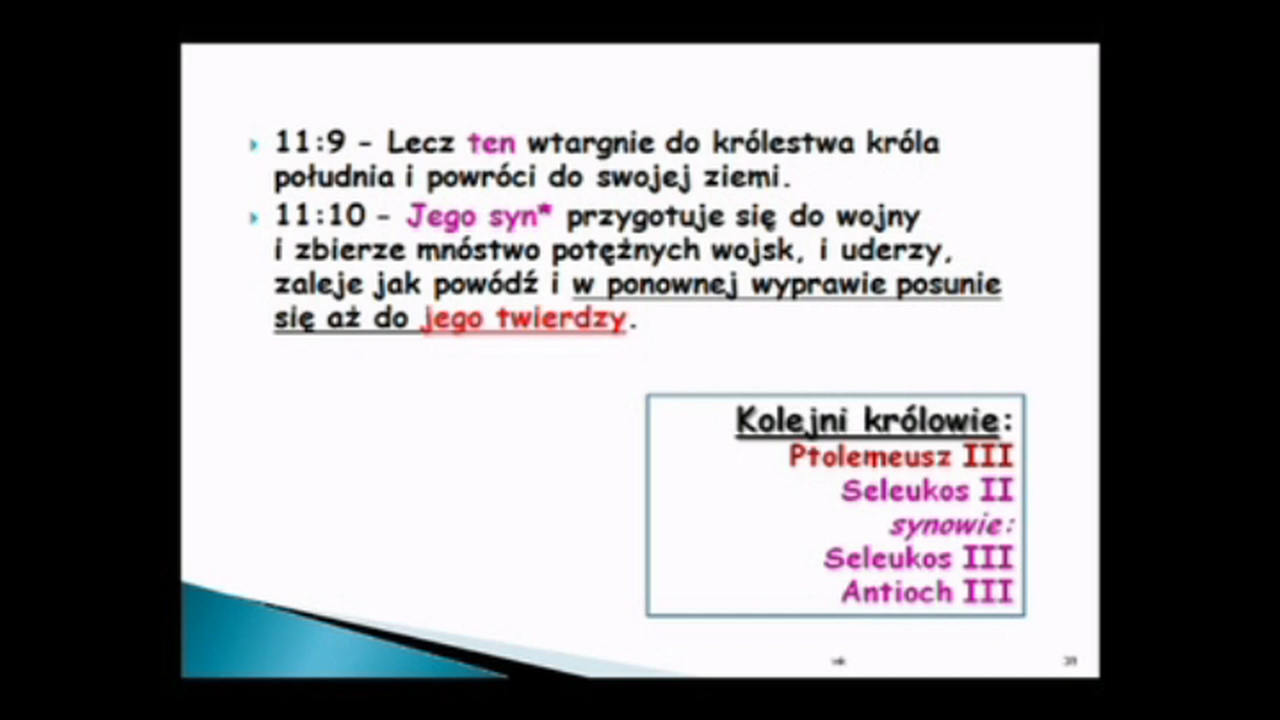 11:9 - Lecz ten wtargnie do królestwa króla
południa i powróci do swojej ziemi.
11:10 - Jego syn* przygotuje się do wojny
i zbierze mnóstwo potężnych wojsk, i uderzy,
zaleje jak powódź i w ponownej wyprawie posunie
się aż do jego twierdzy.
Kolejni królowie:
Ptolemeusz III
Seleukos II
synowie:
Seleukos III
Antioch III